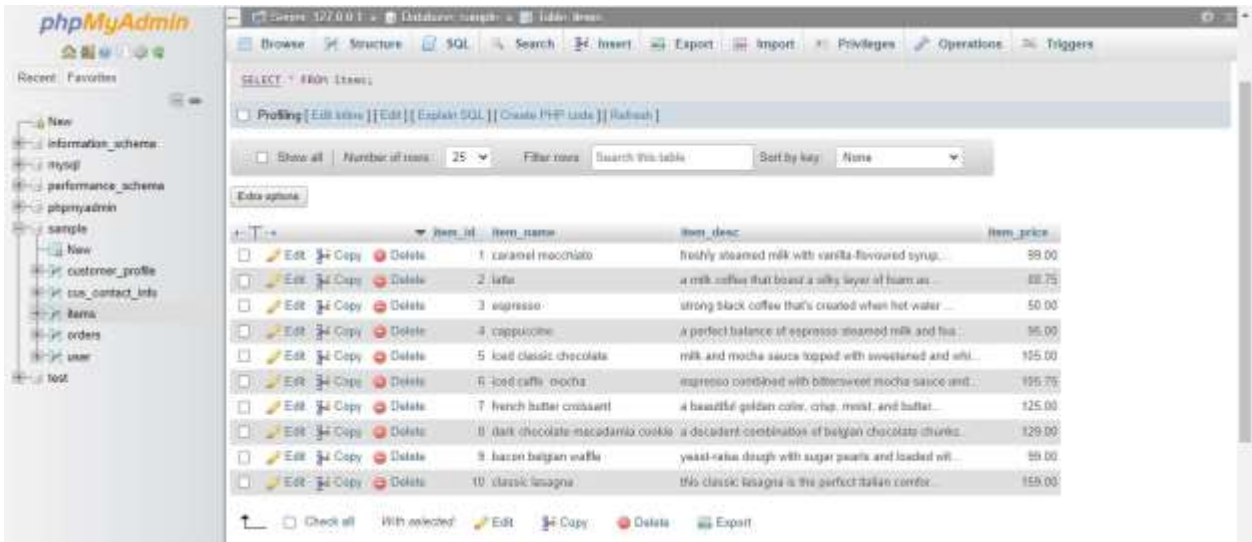 phpMyAdmin
Server: 127.0.0.1 » Database: sample » Table: items
Browse Structure SQL Search Insert Export Import Privileges Operations Triggers
Recent Favorites
SELECT * FROM items;
Profiling [ Edit inline ] [ Edit ] [ Explain SQL ] [ Create PHP code ] [ Refresh ]
New
information_schema
mysql
performance_schema
phpmyadmin
sample
New
customer_profile
cus_contact_info
items
orders
user
test
Show all Number of rows: 25 Filter rows: Search this table Sort by key: None
Extra options
item_id item_name item_desc item_price
Edit Copy Delete 1 caramel macchiato freshly steamed milk with vanilla-flavoured syrup,... 99.00
Edit Copy Delete 2 latte a milk coffee that boast a silky layer of foam as ... 88.75
Edit Copy Delete 3 espresso strong black coffee that's created when hot water ... 50.00
Edit Copy Delete 4 cappuccino a perfect balance of espresso steamed milk and foa... 95.00
Edit Copy Delete 5 iced classic chocolate milk and mocha sauce topped with sweetened and whi... 105.00
Edit Copy Delete 6 iced caffe mocha espresso combined with bittersweet mocha sauce and... 105.75
Edit Copy Delete 7 french butter croissant a beautiful golden color, crisp, moist, and butter... 125.00
Edit Copy Delete 8 dark chocolate macadamia cookie a decadent combination of belgian chocolate chunks... 129.00
Edit Copy Delete 9 bacon belgian waffle yeast-raise dough with sugar pearls and loaded wit... 99.00
Edit Copy Delete 10 classic lasagna this classic lasagna is the perfect italian comfor... 159.00
Check all With selected: Edit Copy Delete Export